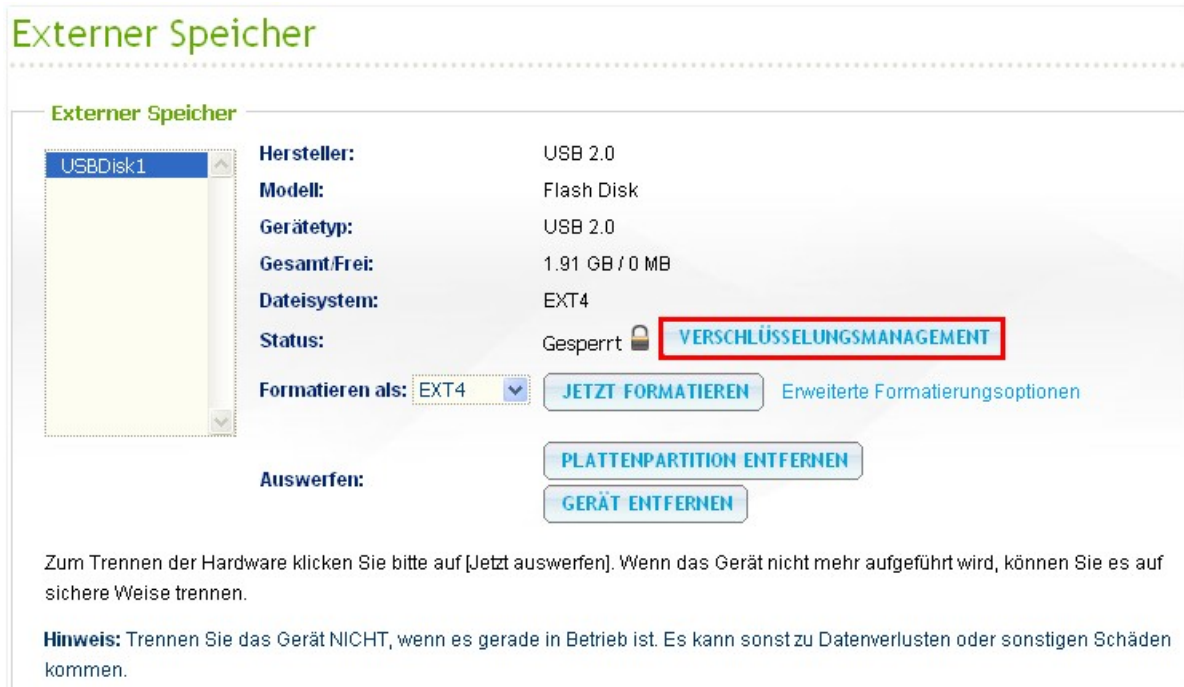 Externer Speicher
Externer Speicher
USBDisk1
Hersteller: USB 2.0
Modell: Flash Disk
Gerätetyp: USB 2.0
Gesamt/Frei: 1.91 GB / 0 MB
Dateisystem: EXT4
Status: Gesperrt VERSCHLÜSSELUNGSMANAGEMENT
Formatieren als: EXT4 JETZT FORMATIEREN Erweiterte Formatierungsoptionen
Auswerfen: PLATTENPARTITION ENTFERNEN
GERÄT ENTFERNEN
Zum Trennen der Hardware klicken Sie bitte auf [Jetzt auswerfen]. Wenn das Gerät nicht mehr aufgeführt wird, können Sie es auf
sichere Weise trennen.
Hinweis: Trennen Sie das Gerät NICHT, wenn es gerade in Betrieb ist. Es kann sonst zu Datenverlusten oder sonstigen Schäden
kommen.